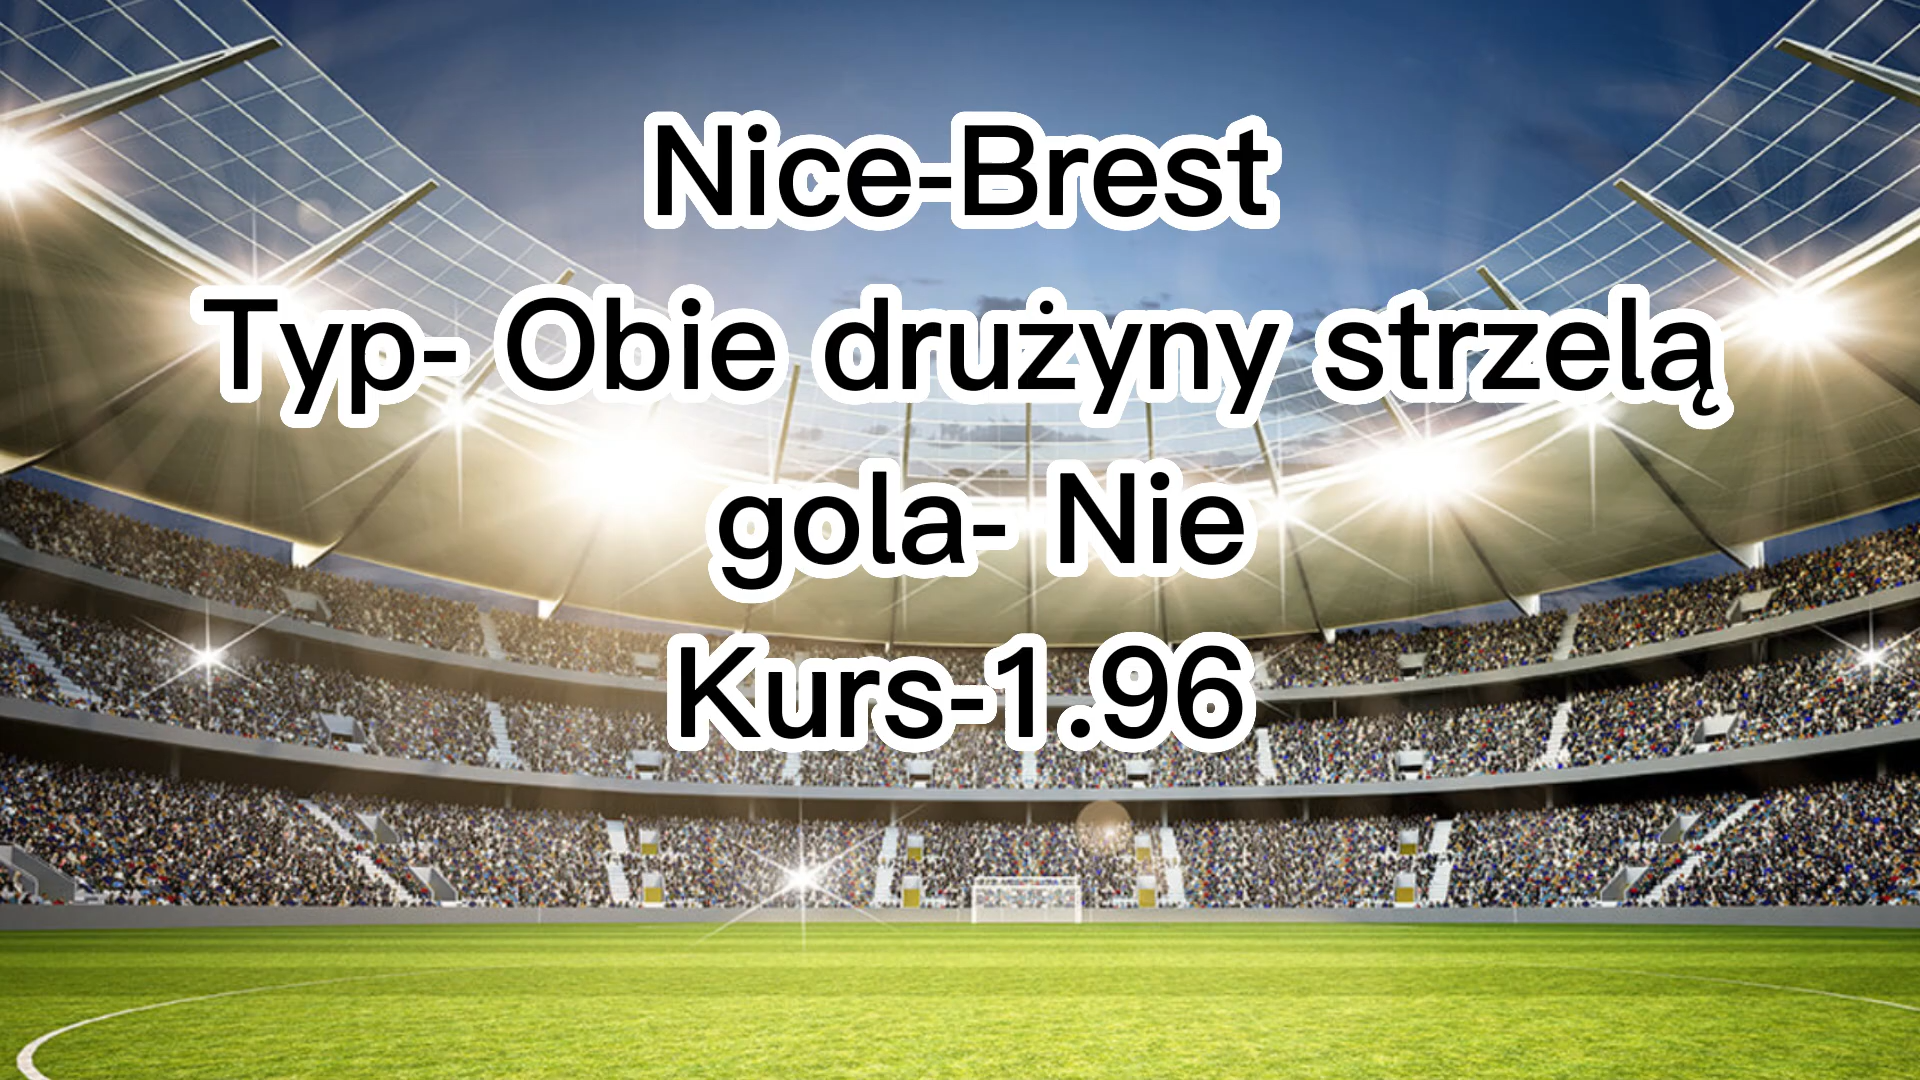 Nice-Brest
Typ- Obie drużyny strzelą
gola- Nie
Kurs-1.96